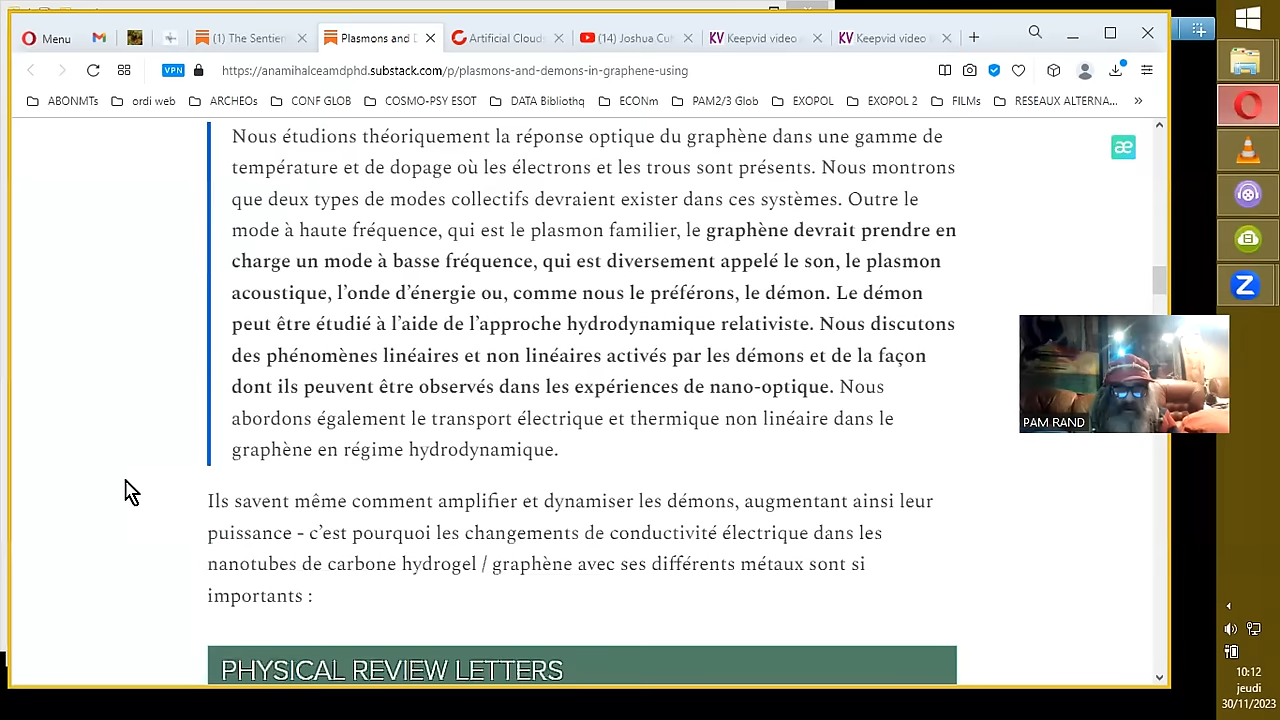 Menu
(1) The Sentien
Plasmons and D
Artificial Clou
(14) Joshua Cut
KV Keepvid video
KV Keepvid video
VPN
https://anamihalceamdphd.substack.com/p/plasmons-and-demons-in-graphene-using
ABONMTs ordi web ARCHEOs CONF GLOB COSMO-PSY ESOT DATA Bibliothq ECONm PAM2/3 Glob EXOPOL EXOPOL 2 FILMs RESEAUX ALTERNA... »
Nous étudions théoriquement la réponse optique du graphène dans une gamme de
température et de dopage où les électrons et les trous sont présents. Nous montrons
que deux types de modes collectifs devraient exister dans ces systèmes. Outre le
mode à haute fréquence, qui est le plasmon familier, le graphène devrait prendre en
charge un mode à basse fréquence, qui est diversement appelé le son, le plasmon
acoustique, l'onde d'énergie ou, comme nous le préférons, le démon. Le démon
peut être étudié à l'aide de l'approche hydrodynamique relativiste. Nous discutons
des phénomènes linéaires et non linéaires activés par les démons et de la façon
dont ils peuvent être observés dans les expériences de nano-optique. Nous
abordons également le transport électrique et thermique non linéaire dans le
graphène en régime hydrodynamique.
Ils savent même comment amplifier et dynamiser les démons, augmentant ainsi leur
puissance - c'est pourquoi les changements de conductivité électrique dans les
nanotubes de carbone hydrogel / graphène avec ses différents métaux sont si
importants :
PHYSICAL REVIEW LETTERS
æ
PAM RAND
Z
10:12
jeudi
30/11/2023